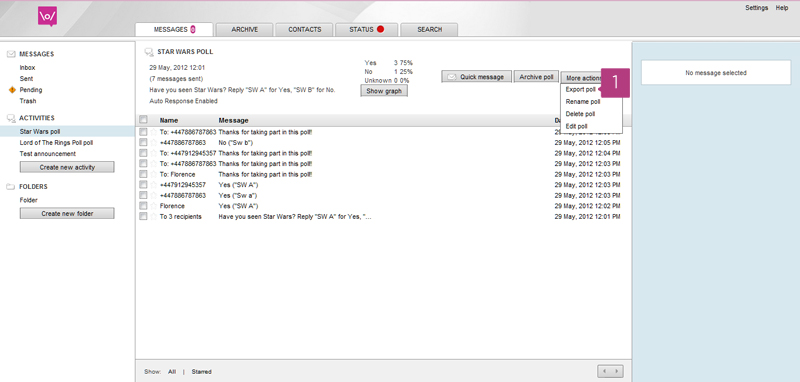 \o/
Settings Help
MESSAGES 0 ARCHIVE CONTACTS STATUS SEARCH
MESSAGES
Inbox
Sent
Pending
Trash
ACTIVITIES
Star Wars poll
Lord of The Rings Poll poll
Test announcement
Create new activity
FOLDERS
Folder
Create new folder
STAR WARS POLL
29 May, 2012 12:01
(7 messages sent)
Have you seen Star Wars? Reply "SW A" for Yes, "SW B" for No.
Auto Response Enabled
Yes 3 75%
No 1 25%
Unknown 0 0%
Show graph
Quick message Archive poll More actions
1
Export poll
Rename poll
Delete poll
Edit poll
Name Message
To: +447886787863 Thanks for taking part in this poll!
+447886787863 No ("Sw b") 29 May, 2012 12:05 PM
To: +447912945357 Thanks for taking part in this poll! 29 May, 2012 12:04 PM
To: +447886787863 Thanks for taking part in this poll! 29 May, 2012 12:03 PM
To: Florence Thanks for taking part in this poll! 29 May, 2012 12:03 PM
+447912945357 Yes ("SW A") 29 May, 2012 12:03 PM
+447886787863 Yes ("Sw a") 29 May, 2012 12:03 PM
Florence Yes ("SW A") 29 May, 2012 12:02 PM
To 3 recipients Have you seen Star Wars? Reply "SW A" for Yes, "... 29 May, 2012 12:01 PM
Show: All | Starred
No message selected